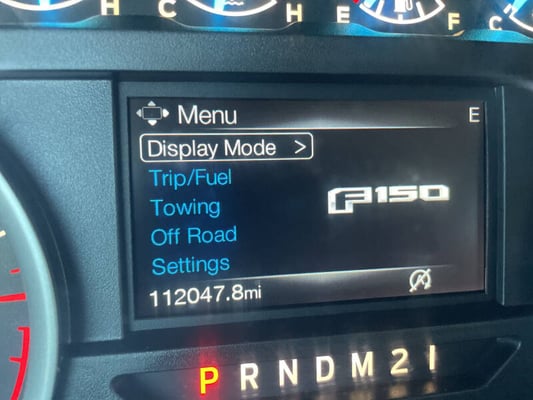 C H C H E F C
Menu E
Display Mode >
Trip/Fuel
Towing
F150
Off Road
Settings
112047.8mi
A
P R N D M 2 1